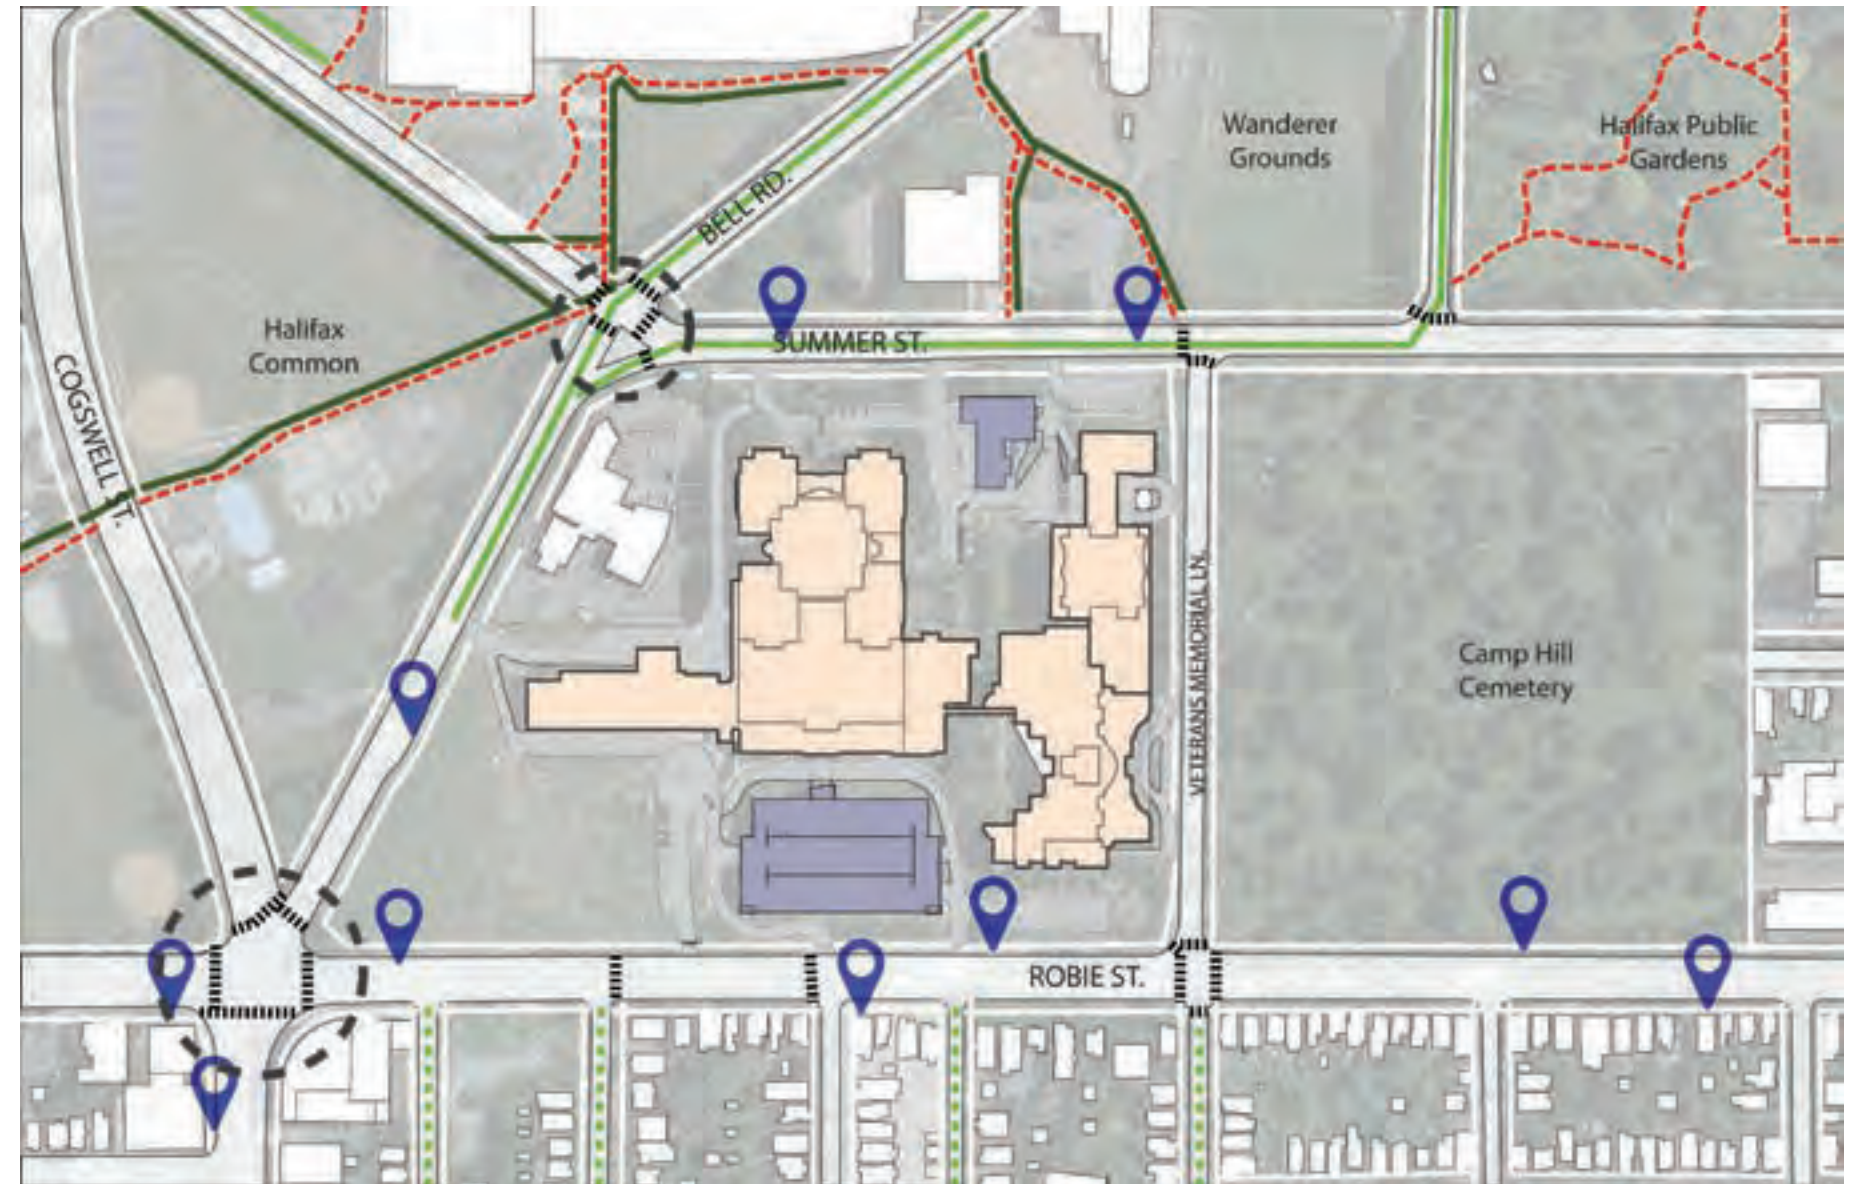 Wanderer
Grounds
Halifax Public
Gardens
BELL RD.
Halifax
Common
SUMMER ST.
COGSWELL ST.
VETERANS MEMORIAL LN.
Camp Hill
Cemetery
ROBIE ST.